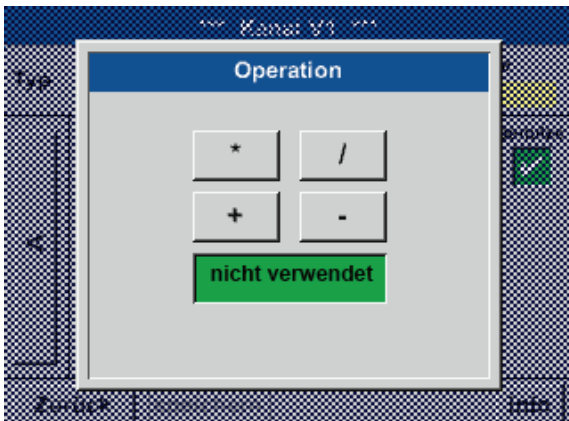 *** Kanal V1 ***
Typ
Operation
* /
+ -
nicht verwendet
A
Zurück
Info